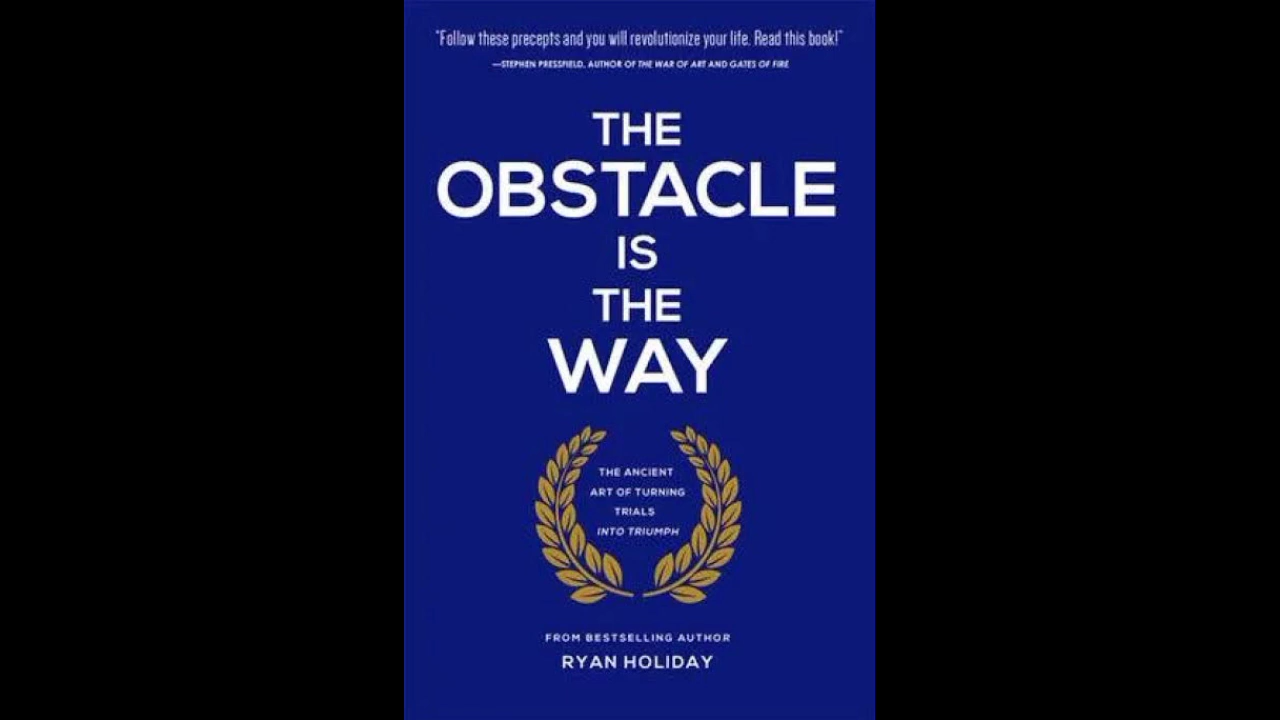 "Follow these precepts and you will revolutionize your life. Read this book!"
—STEPHEN PRESSFIELD, AUTHOR OF THE WAR OF ART AND GATES OF FIRE
THE
OBSTACLE
IS
THE
WAY
THE ANCIENT
ART OF TURNING
TRIALS
INTO TRIUMPH
FROM BESTSELLING AUTHOR
RYAN HOLIDAY